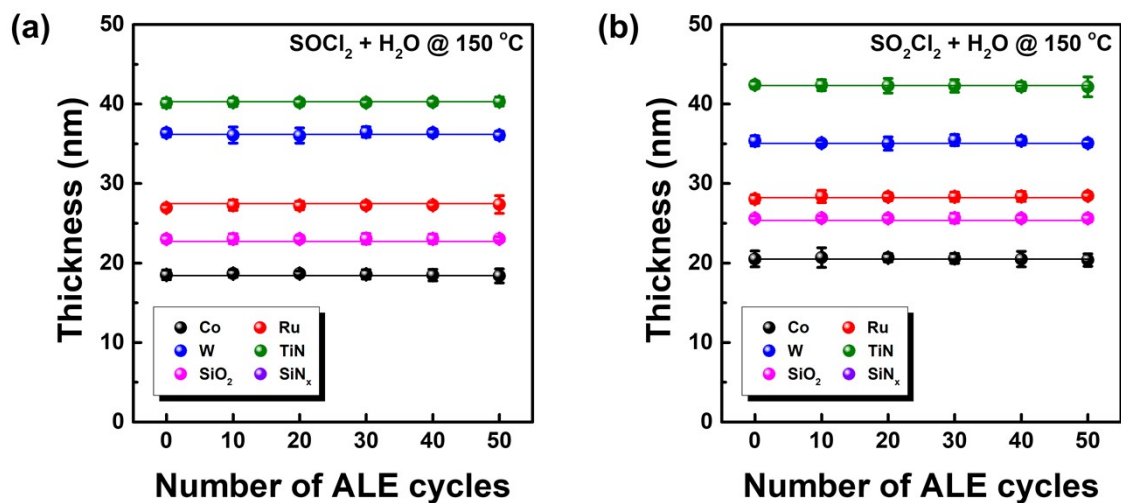 (a)
SOCl₂ + H₂O @ 150 °C
Thickness (nm)
50
40
30
20
10
0
Co
Ru
W
TiN
SiO₂
SiNₓ
0 10 20 30 40 50
Number of ALE cycles
(b)
SO₂Cl₂ + H₂O @ 150 °C
Thickness (nm)
50
40
30
20
10
0
Co
Ru
W
TiN
SiO₂
SiNₓ
0 10 20 30 40 50
Number of ALE cycles